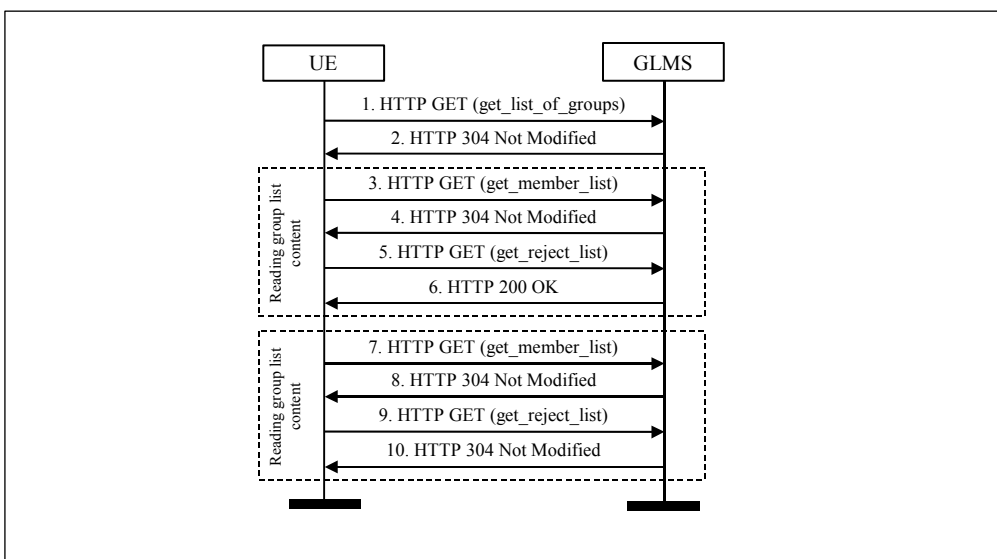 UE
GLMS
1. HTTP GET (get_list_of_groups)
2. HTTP 304 Not Modified
Reading group list
content
3. HTTP GET (get_member_list)
4. HTTP 304 Not Modified
5. HTTP GET (get_reject_list)
6. HTTP 200 OK
Reading group list
content
7. HTTP GET (get_member_list)
8. HTTP 304 Not Modified
9. HTTP GET (get_reject_list)
10. HTTP 304 Not Modified